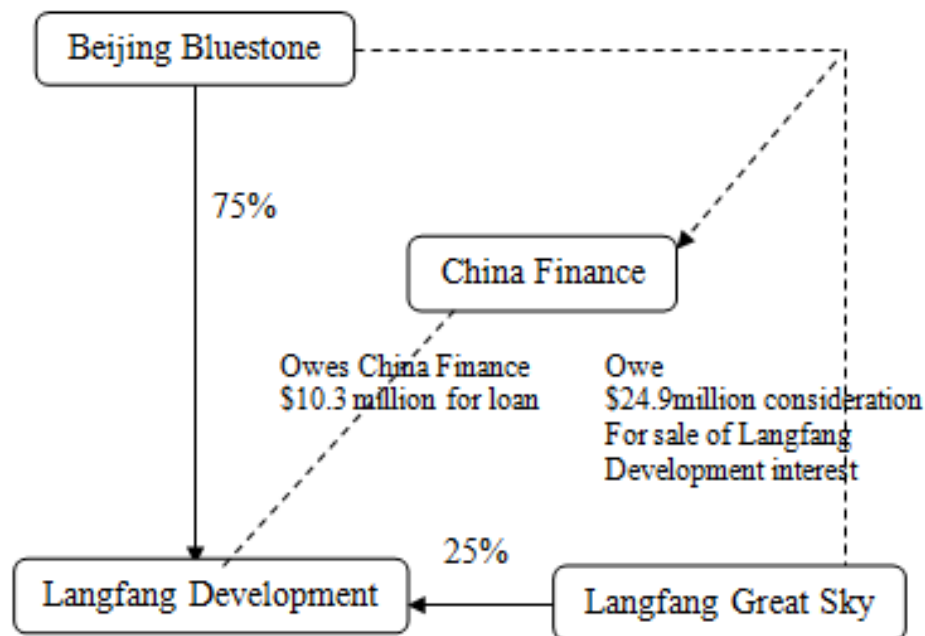 Beijing Bluestone
75%
China Finance
Owes China Finance
$10.3 million for loan
Owe
$24.9million consideration
For sale of Langfang
Development interest
25%
Langfang Development
Langfang Great Sky